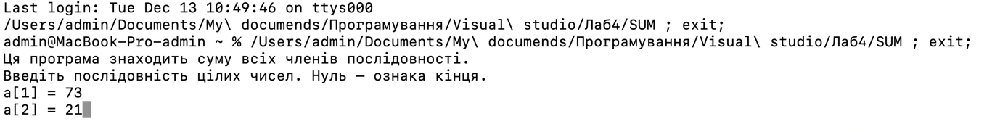 Last login: Tue Dec 13 10:49:46 on ttys000
/Users/admin/Documents/My\ documends/Програмування/Visual\ studio/Лаб4/SUM ; exit;
admin@MacBook-Pro-admin ~ % /Users/admin/Documents/My\ documends/Програмування/Visual\ studio/Лаб4/SUM ; exit;
Ця програма знаходить суму всіх членів послідовності.
Введіть послідовність цілих чисел. Нуль — ознака кінця.
a[1] = 73
a[2] = 21